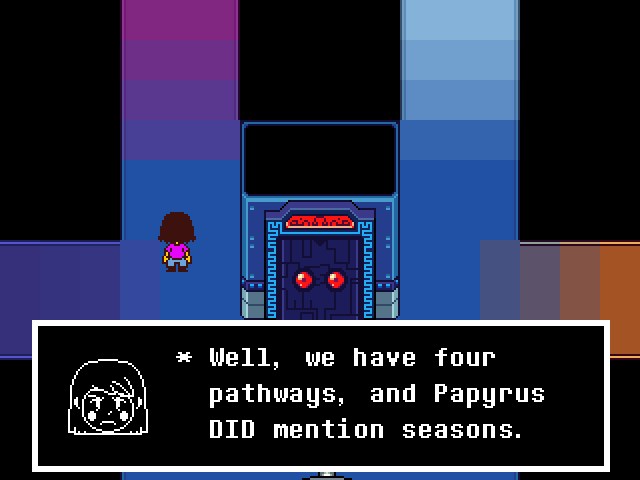 * Well, we have four
pathways, and Papyrus
DID mention seasons.